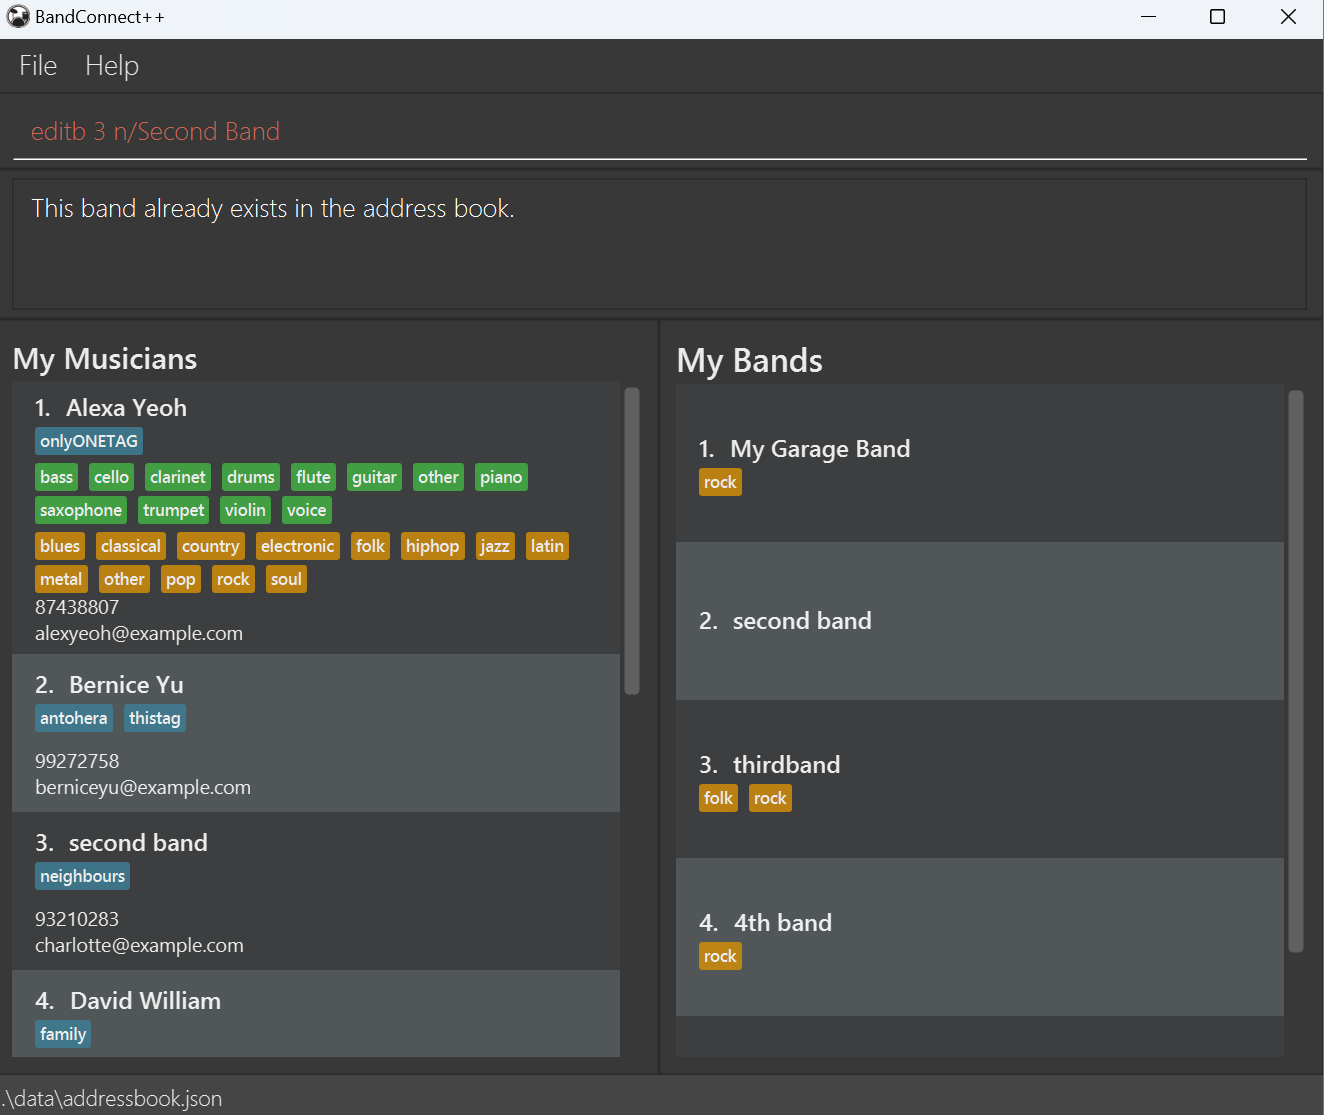 BandConnect++
File Help
editb 3 n/Second Band
This band already exists in the address book.
My Musicians
1. Alexa Yeoh
onlyONETAG
bass cello clarinet drums flute guitar other piano
saxophone trumpet violin voice
blues classical country electronic folk hiphop jazz latin
metal other pop rock soul
87438807
alexyeoh@example.com
2. Bernice Yu
antohera thistag
99272758
berniceyu@example.com
3. second band
neighbours
93210283
charlotte@example.com
4. David William
family
My Bands
1. My Garage Band
rock
2. second band
3. thirdband
folk rock
4. 4th band
rock
.\data\addressbook.json